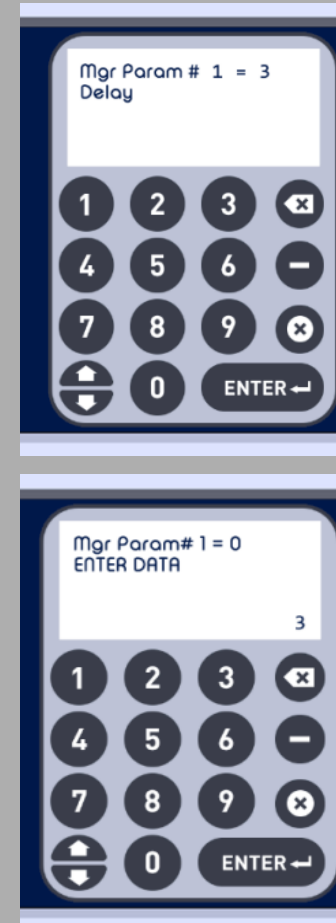 Mgr Param # 1 = 3
Delay
1 2 3
4 5 6
7 8 9
0 ENTER
Mgr Param# 1 = 0
ENTER DATA
3
1 2 3
4 5 6
7 8 9
0 ENTER